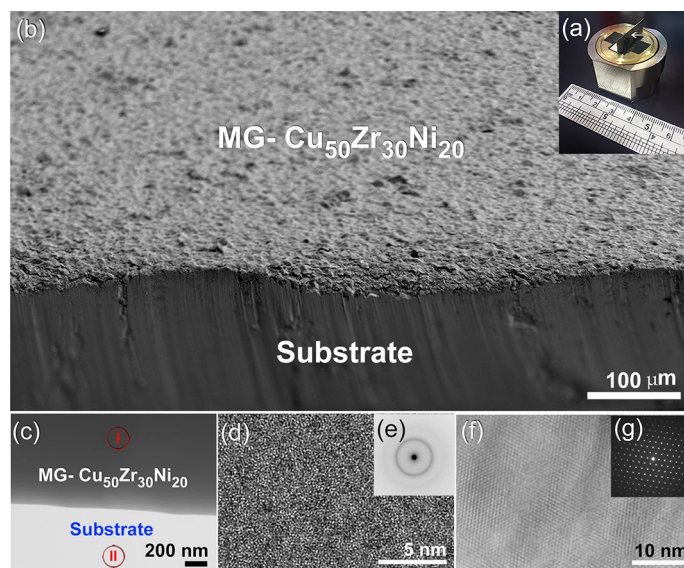 (b)
(a)
MG- Cu₅₀Zr₃₀Ni₂₀
Substrate
100 μm
(c)
I
MG- Cu₅₀Zr₃₀Ni₂₀
Substrate
II
200 nm
(d)
(e)
5 nm
(f)
(g)
10 nm